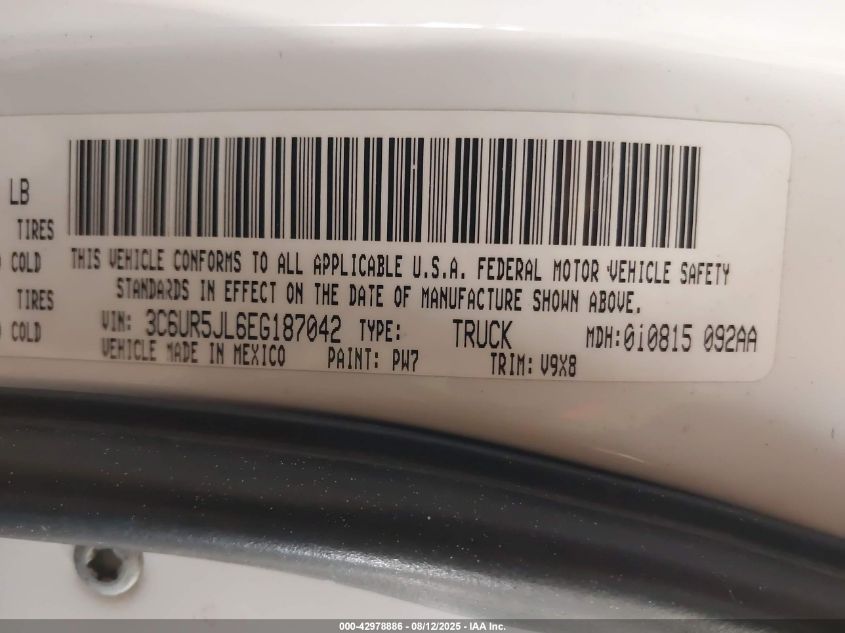 LB
TIRES
COLD
TIRES
COLD
THIS VEHICLE CONFORMS TO ALL APPLICABLE U.S.A. FEDERAL MOTOR VEHICLE SAFETY
STANDARDS IN EFFECT ON THE DATE OF MANUFACTURE SHOWN ABOVE.
VIN: 3C6UR5JL6EG187042 TYPE: TRUCK MDH:010815 092AA
VEHICLE MADE IN MEXICO PAINT: PW7 TRIM: V9X8
000-42978886 - 08/12/2025 - IAA Inc.